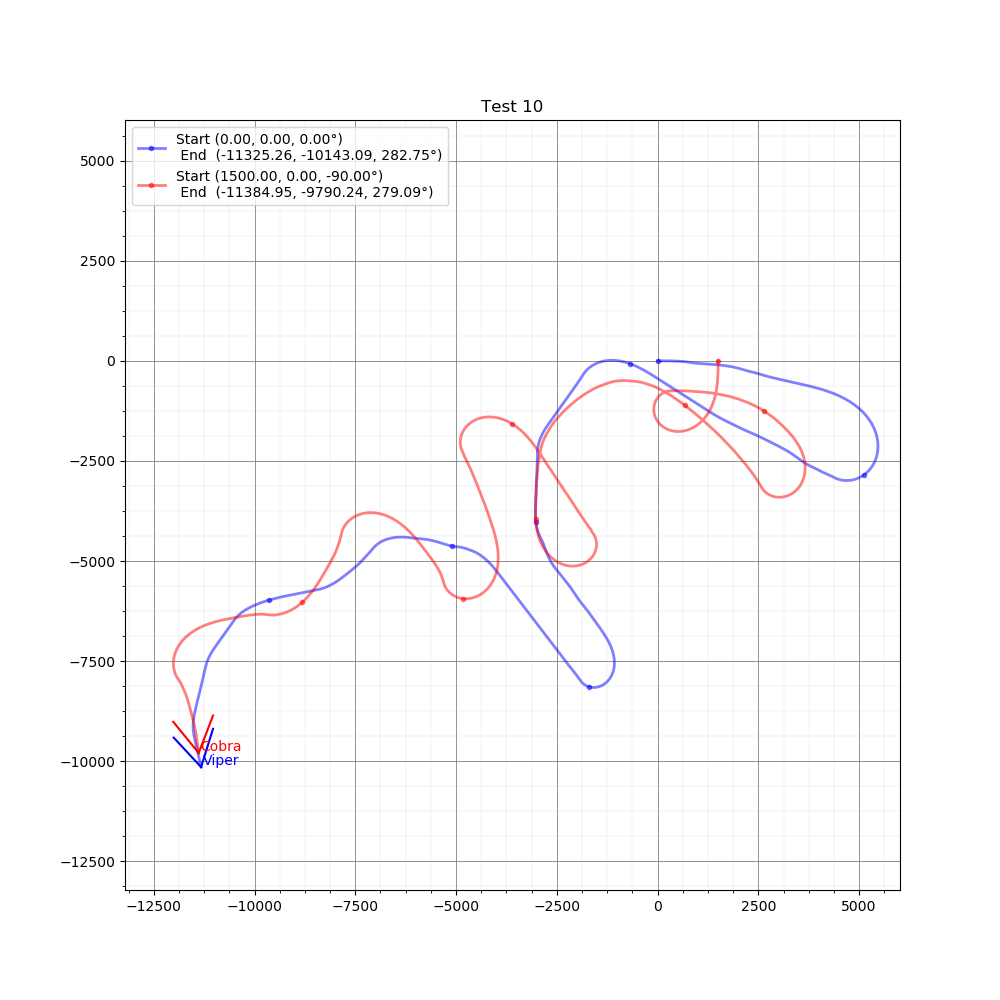 Test 10
Start (0.00, 0.00, 0.00°)
End (-11325.26, -10143.09, 282.75°)
Start (1500.00, 0.00, -90.00°)
End (-11384.95, -9790.24, 279.09°)
5000
2500
0
−2500
−5000
−7500
−10000
−12500
Cobra
Viper
−12500 −10000 −7500 −5000 −2500 0 2500 5000